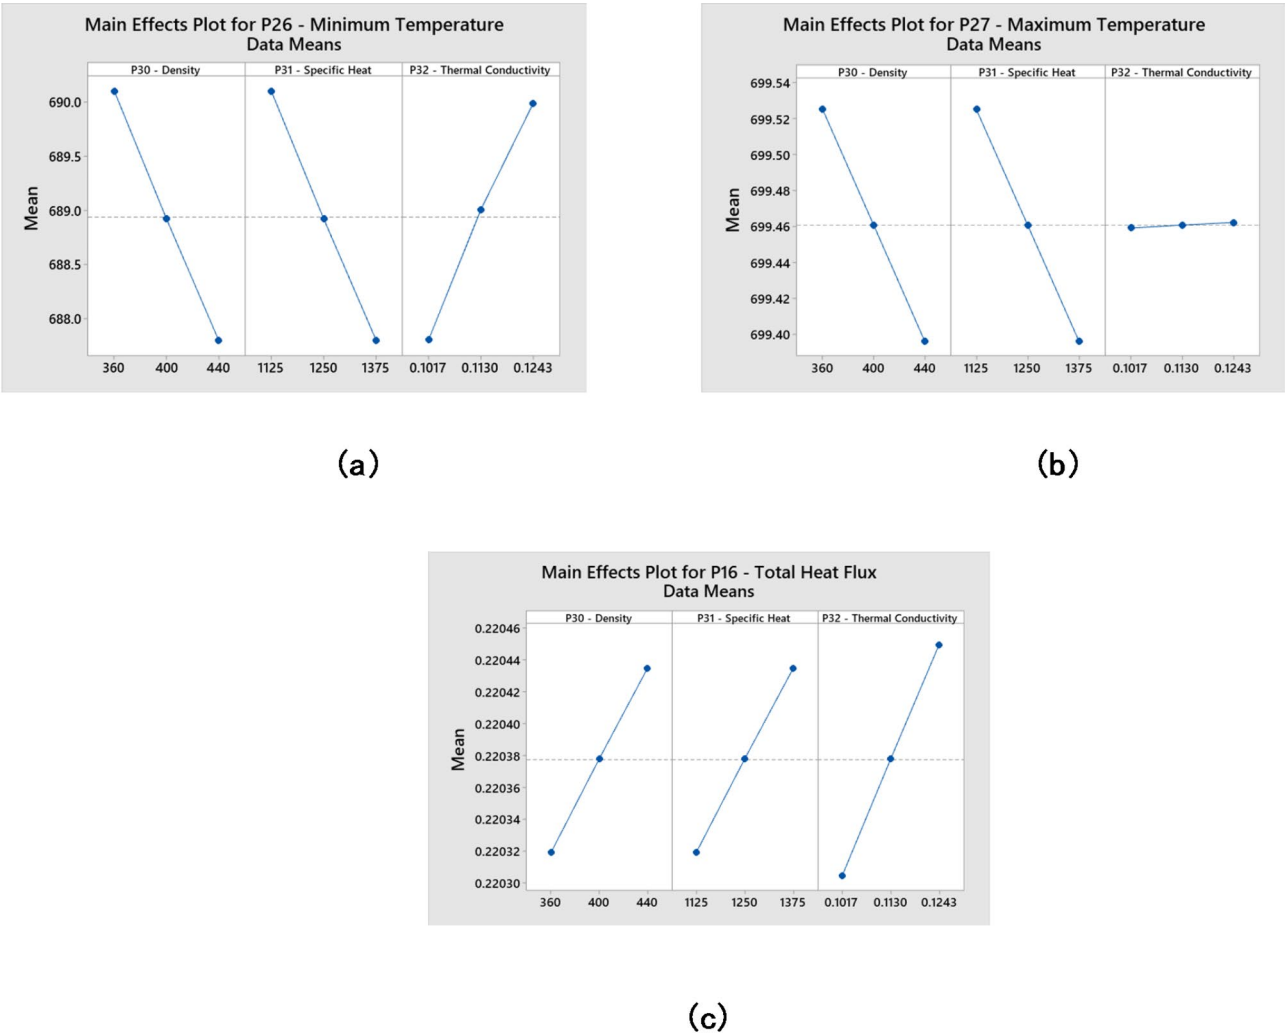 Main Effects Plot for P26 - Minimum Temperature
Data Means
P30 - Density P31 - Specific Heat P32 - Thermal Conductivity
690.0
689.5
689.0
688.5
688.0
Mean
360 400 440 1125 1250 1375 0.1017 0.1130 0.1243
(a)
Main Effects Plot for P27 - Maximum Temperature
Data Means
P30 - Density P31 - Specific Heat P32 - Thermal Conductivity
699.54
699.52
699.50
699.48
699.46
699.44
699.42
699.40
Mean
360 400 440 1125 1250 1375 0.1017 0.1130 0.1243
(b)
Main Effects Plot for P16 - Total Heat Flux
Data Means
P30 - Density P31 - Specific Heat P32 - Thermal Conductivity
0.22046
0.22044
0.22042
0.22040
0.22038
0.22036
0.22034
0.22032
0.22030
Mean
360 400 440 1125 1250 1375 0.1017 0.1130 0.1243
(c)